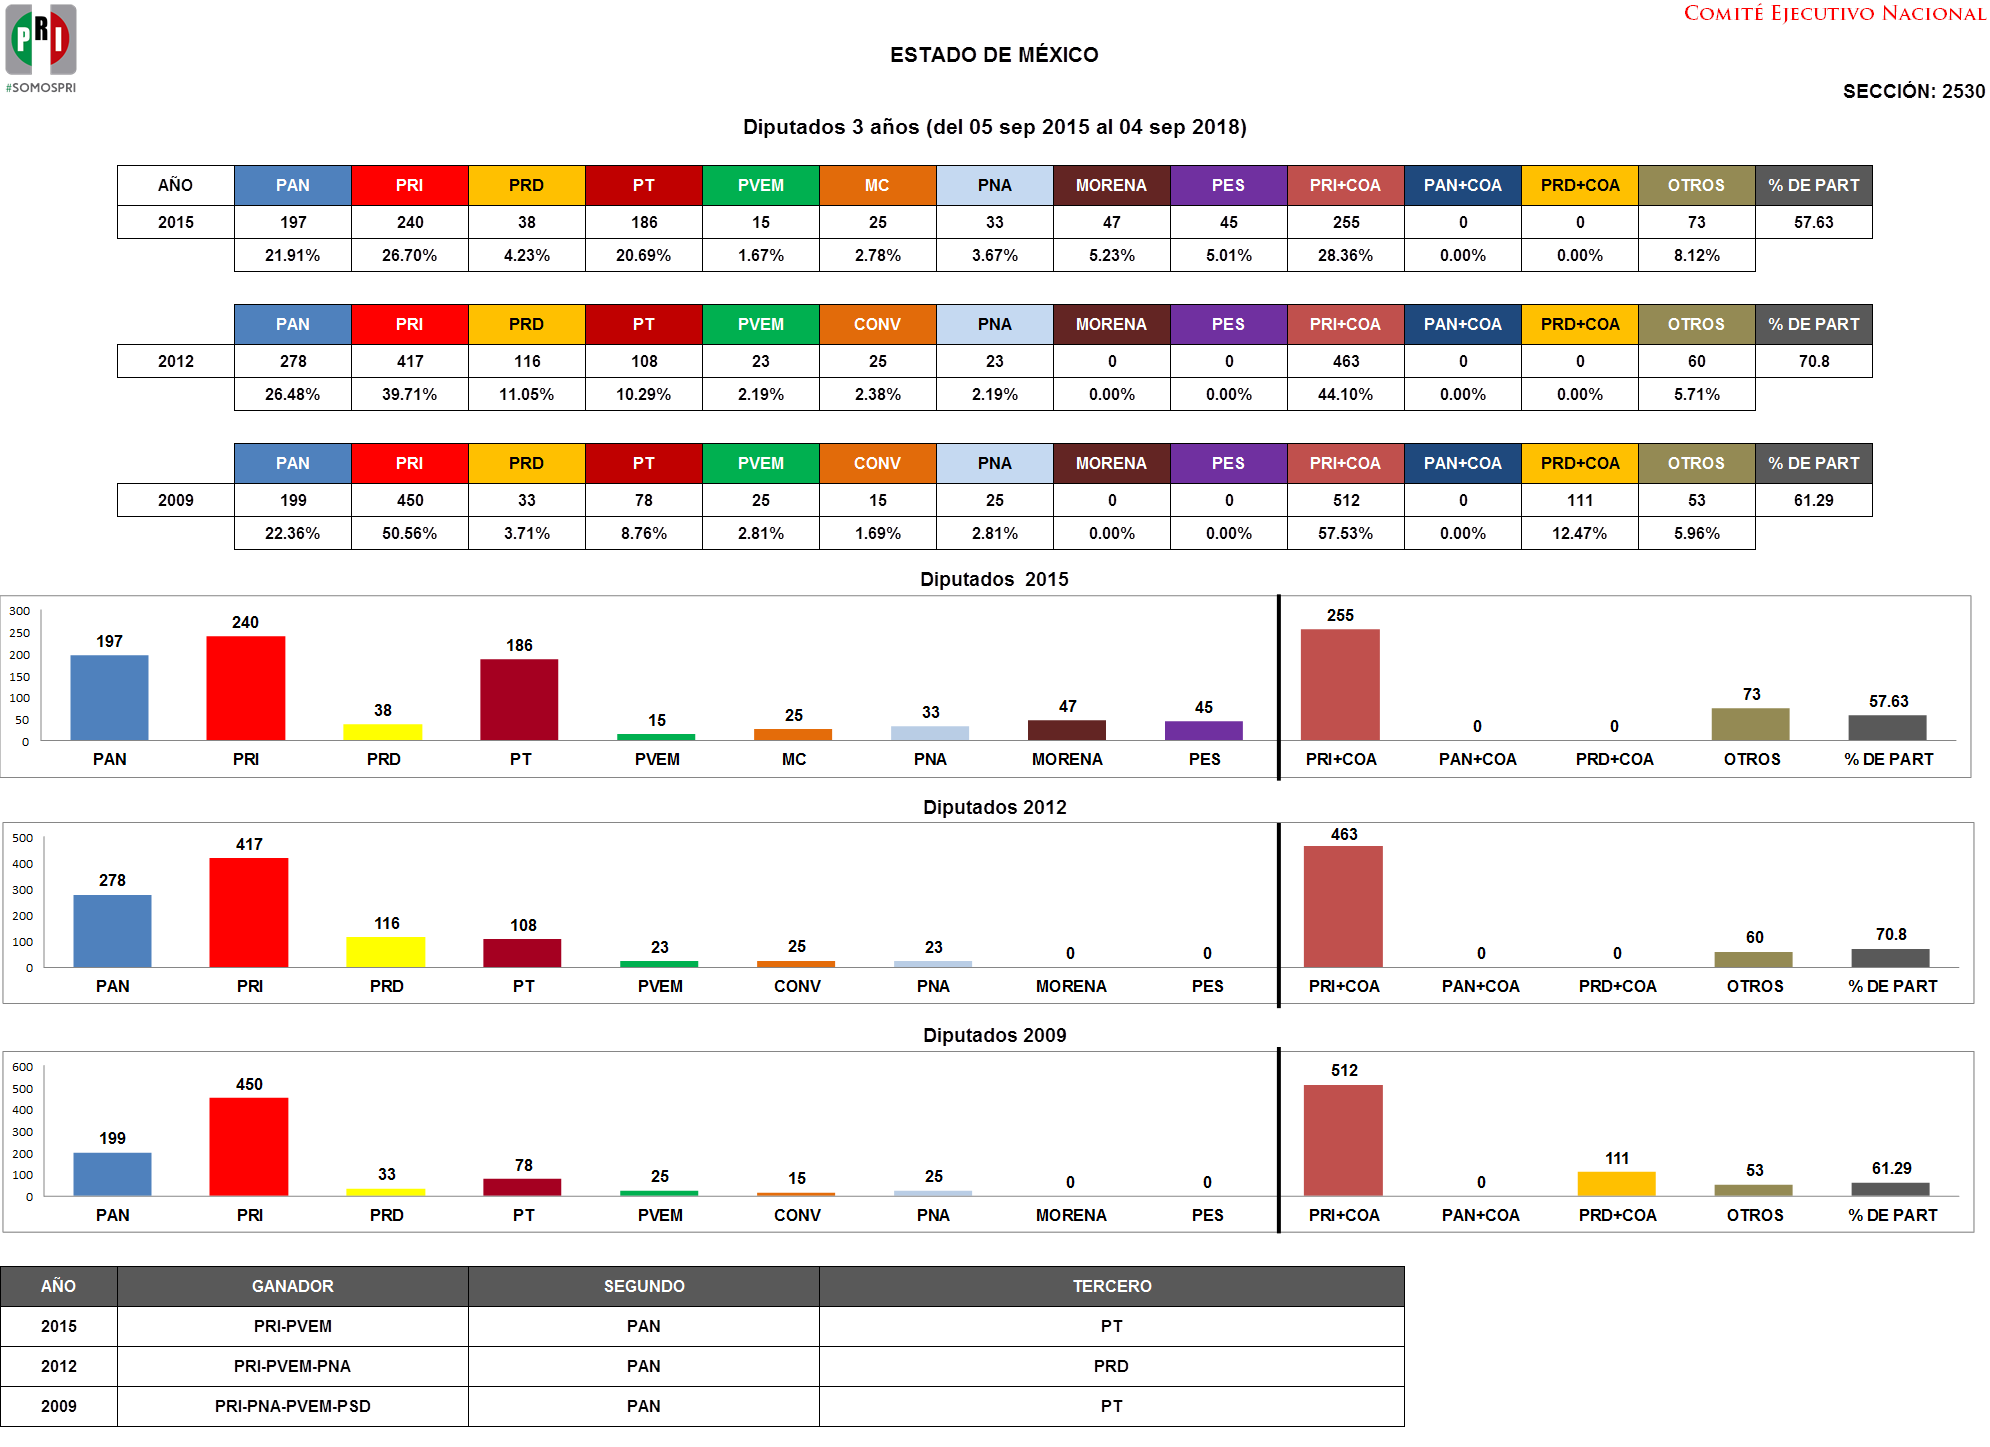 PRI
#SOMOSPRI
COMITÉ EJECUTIVO NACIONAL
ESTADO DE MÉXICO
SECCIÓN: 2530
Diputados 3 años (del 05 sep 2015 al 04 sep 2018)
AÑO PAN PRI PRD PT PVEM MC PNA MORENA PES PRI+COA PAN+COA PRD+COA OTROS % DE PART
2015 197 240 38 186 15 25 33 47 45 255 0 0 73 57.63
21.91% 26.70% 4.23% 20.69% 1.67% 2.78% 3.67% 5.23% 5.01% 28.36% 0.00% 0.00% 8.12%
PAN PRI PRD PT PVEM CONV PNA MORENA PES PRI+COA PAN+COA PRD+COA OTROS % DE PART
2012 278 417 116 108 23 25 23 0 0 463 0 0 60 70.8
26.48% 39.71% 11.05% 10.29% 2.19% 2.38% 2.19% 0.00% 0.00% 44.10% 0.00% 0.00% 5.71%
PAN PRI PRD PT PVEM CONV PNA MORENA PES PRI+COA PAN+COA PRD+COA OTROS % DE PART
2009 199 450 33 78 25 15 25 0 0 512 0 111 53 61.29
22.36% 50.56% 3.71% 8.76% 2.81% 1.69% 2.81% 0.00% 0.00% 57.53% 0.00% 12.47% 5.96%
Diputados 2015
300
250
200
150
100
50
0
197 240 38 186 15 25 33 47 45 255 0 0 73 57.63
PAN PRI PRD PT PVEM MC PNA MORENA PES PRI+COA PAN+COA PRD+COA OTROS % DE PART
Diputados 2012
500
400
300
200
100
0
278 417 116 108 23 25 23 0 0 463 0 0 60 70.8
PAN PRI PRD PT PVEM CONV PNA MORENA PES PRI+COA PAN+COA PRD+COA OTROS % DE PART
Diputados 2009
600
500
400
300
200
100
0
199 450 33 78 25 15 25 0 0 512 0 111 53 61.29
PAN PRI PRD PT PVEM CONV PNA MORENA PES PRI+COA PAN+COA PRD+COA OTROS % DE PART
AÑO GANADOR SEGUNDO TERCERO
2015 PRI-PVEM PAN PT
2012 PRI-PVEM-PNA PAN PRD
2009 PRI-PNA-PVEM-PSD PAN PT